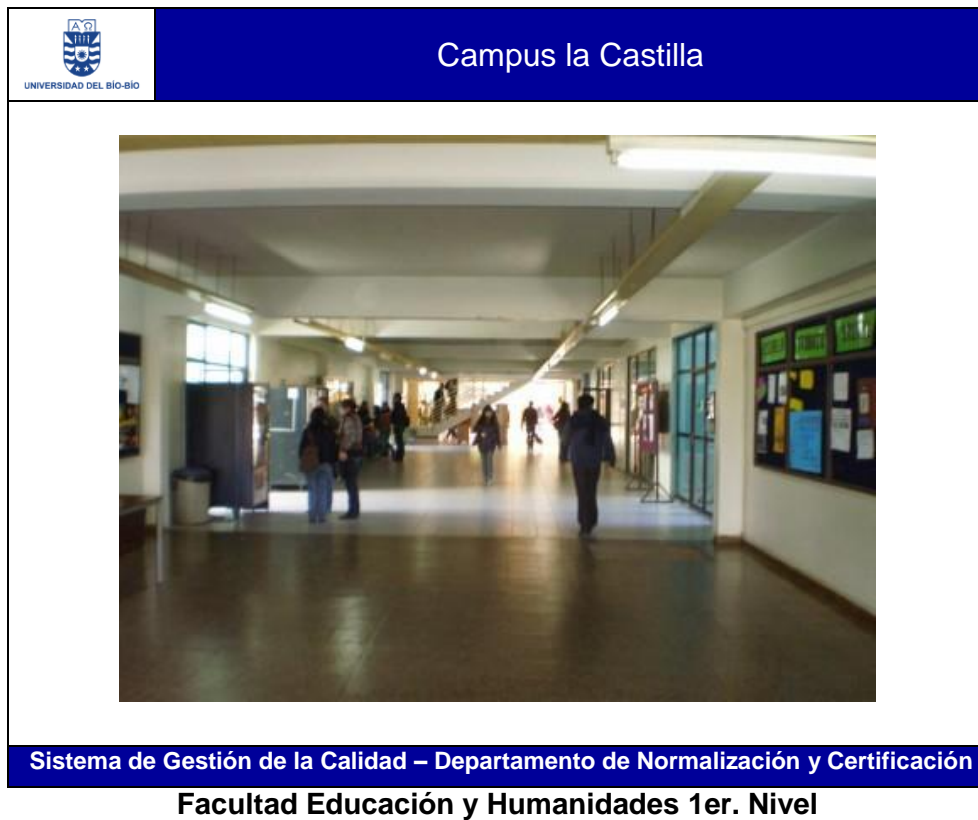 ΑΩ
UNIVERSIDAD DEL BÍO-BÍO
Campus la Castilla
Sistema de Gestión de la Calidad – Departamento de Normalización y Certificación
Facultad Educación y Humanidades 1er. Nivel